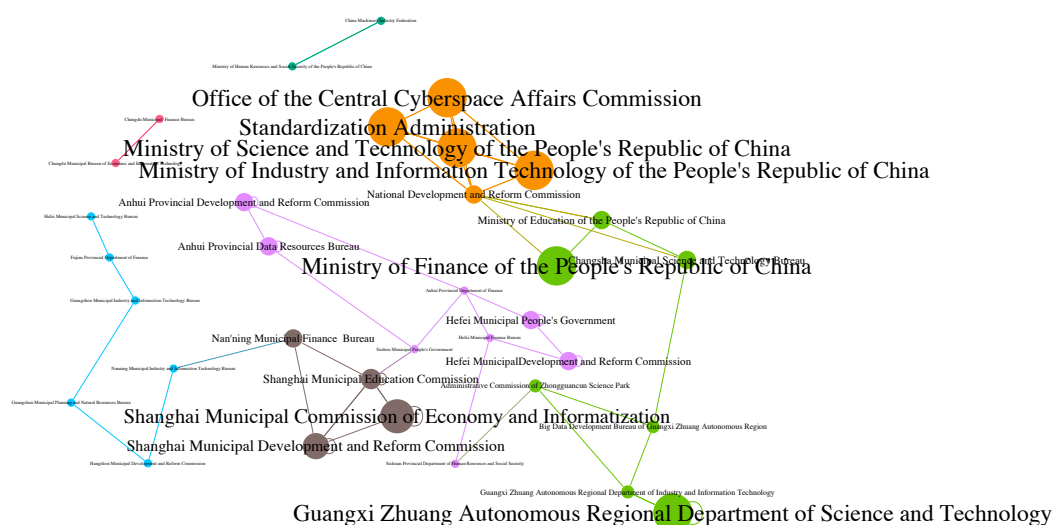 China Machinery Industry Federation
Ministry of Human Resources and Social Security of the People's Republic of China
Office of the Central Cyberspace Affairs Commission
Chengdu Municipal Finance Bureau
Standardization Administration
Ministry of Science and Technology of the People's Republic of China
Chengdu Municipal Bureau of Economic and Information Technology
Ministry of Industry and Information Technology of the People's Republic of China
National Development and Reform Commission
Anhui Provincial Development and Reform Commission
Hefei Municipal Science and Technology Bureau
Ministry of Education of the People's Republic of China
Anhui Provincial Data Resources Bureau
Fujian Provincial Department of Finance
Changsha Municipal Science and Technology Bureau
Ministry of Finance of the People's Republic of China
Anhui Provincial Department of Finance
Guangzhou Municipal Industry and Information Technology Bureau
Hefei Municipal People's Government
Nan'ning Municipal Finance Bureau
Hefei Municipal Finance Bureau
Suzhou Municipal People's Government
Hefei MunicipalDevelopment and Reform Commission
Nanning Municipal Industry and Information Technology Bureau
Shanghai Municipal Education Commission
Administrative Commission of Zhongguancun Science Park
Guangzhou Municipal Planning and Natural Resources Bureau
Shanghai Municipal Commission of Economy and Informatization
Big Data Development Bureau of Guangxi Zhuang Autonomous Region
Shanghai Municipal Development and Reform Commission
Hangzhou Municipal Development and Reform Commission
Sichuan Provincial Department of Human Resources and Social Security
Guangxi Zhuang Autonomous Regional Department of Industry and Information Technology
Guangxi Zhuang Autonomous Regional Department of Science and Technology